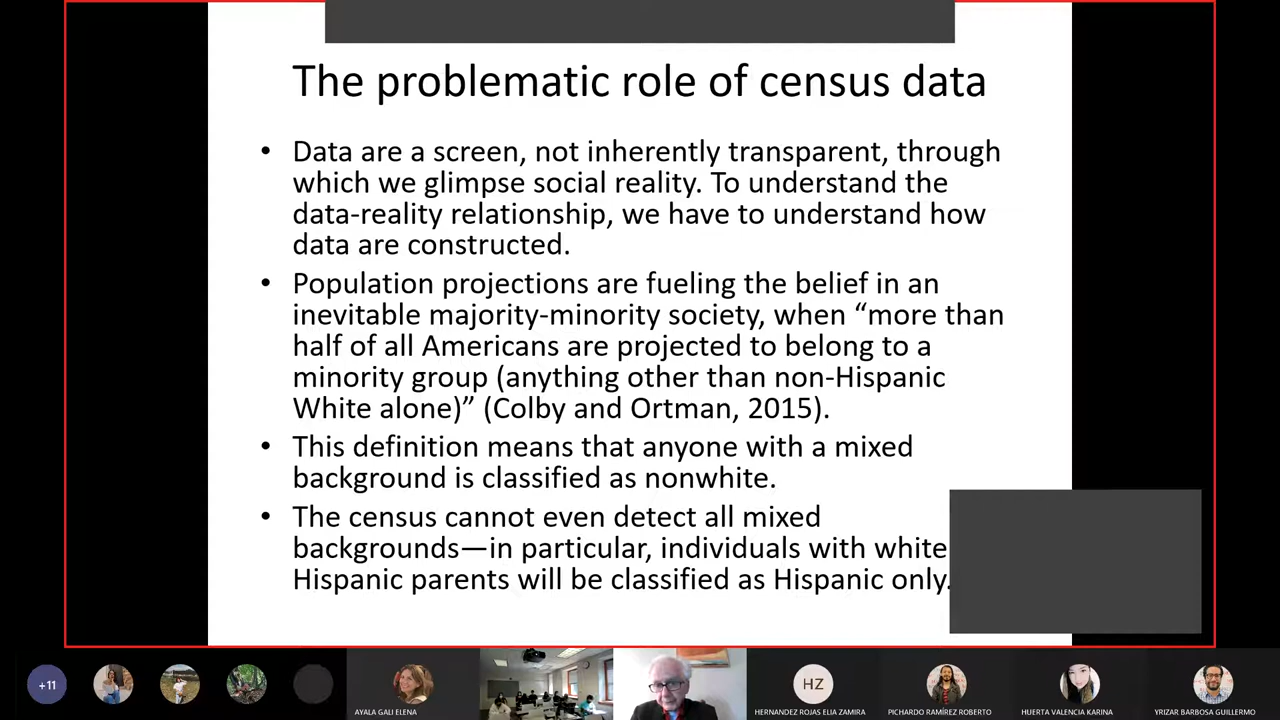 The problematic role of census data
• Data are a screen, not inherently transparent, through
which we glimpse social reality. To understand the
data-reality relationship, we have to understand how
data are constructed.
• Population projections are fueling the belief in an
inevitable majority-minority society, when “more than
half of all Americans are projected to belong to a
minority group (anything other than non-Hispanic
White alone)” (Colby and Ortman, 2015).
• This definition means that anyone with a mixed
background is classified as nonwhite.
• The census cannot even detect all mixed
backgrounds—in particular, individuals with white
Hispanic parents will be classified as Hispanic only.
+11
AYALA GALI ELENA
HZ
HERNANDEZ ROJAS ELIA ZAMIRA
PICHARDO RAMÍREZ ROBERTO
HUERTA VALENCIA KARINA
YRIZAR BARBOSA GUILLERMO